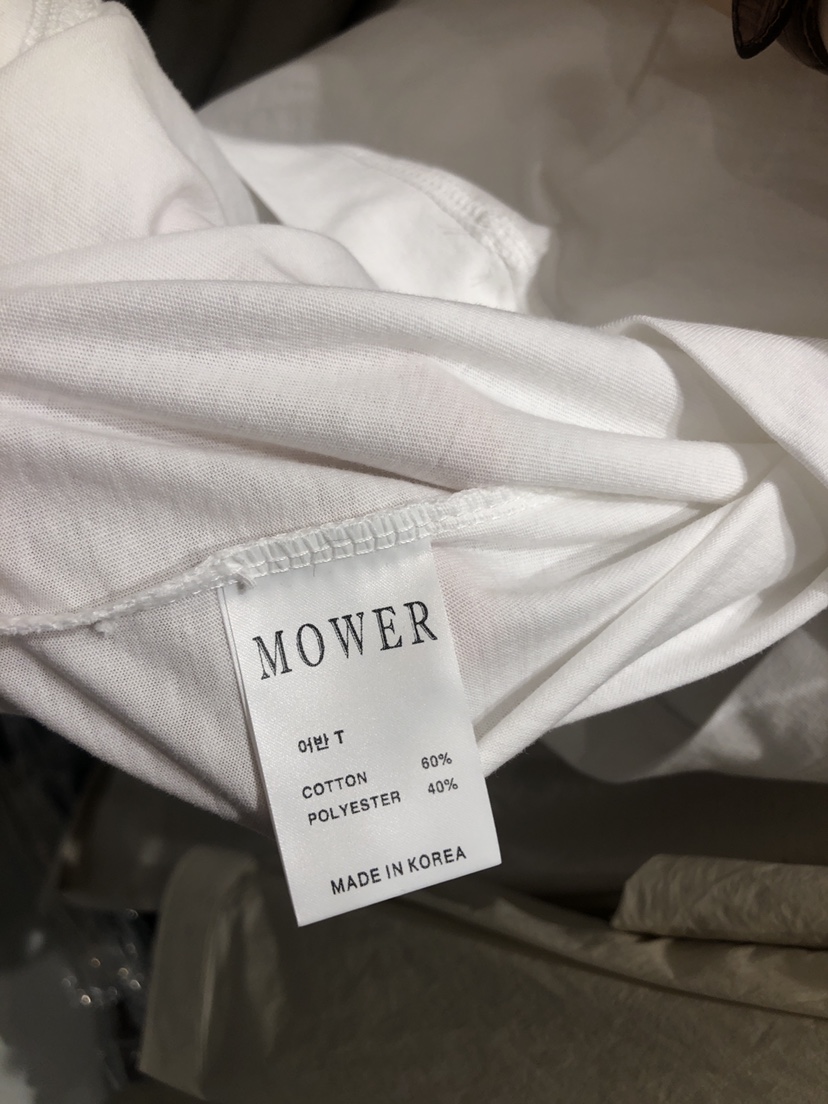 MOWER
어반 T
COTTON 60%
POLYESTER 40%
MADE IN KOREA